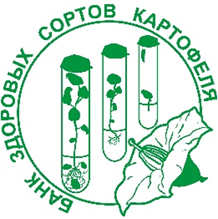 БАНК ЗДОРОВЫХ СОРТОВ КАРТОФЕЛЯ